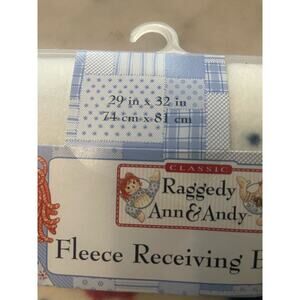 29 in x 32 in
74 cm x 81 cm
CLASSIC
Raggedy
Ann & Andy
Fleece Receiving